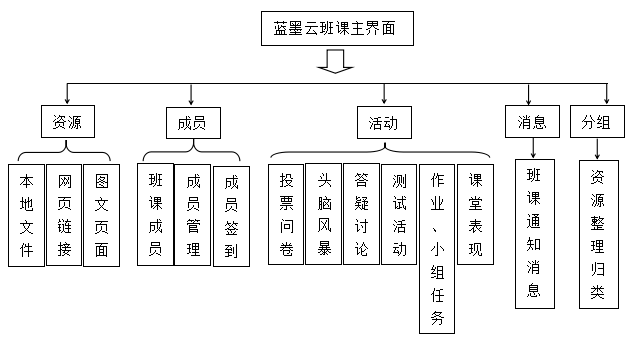 蓝墨云班课主界面
资源
成员
活动
消息
分组
本地文件
网页链接
图文页面
班课成员
成员管理
成员签到
投票问卷
头脑风暴
答疑讨论
测试活动
作业、小组任务
课堂表现
班课通知消息
资源整理归类